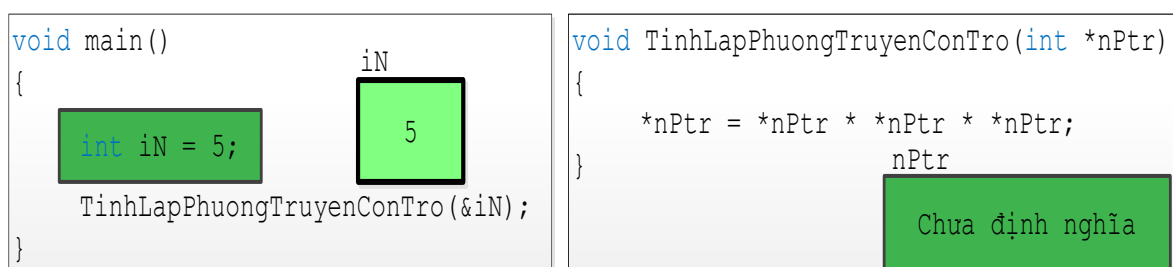 void main()
{
iN
int iN = 5;
5
TinhLapPhuongTruyenConTro(&iN);
}
void TinhLapPhuongTruyenConTro(int *nPtr)
{
*nPtr = *nPtr * *nPtr * *nPtr;
}
nPtr
Chưa định nghĩa